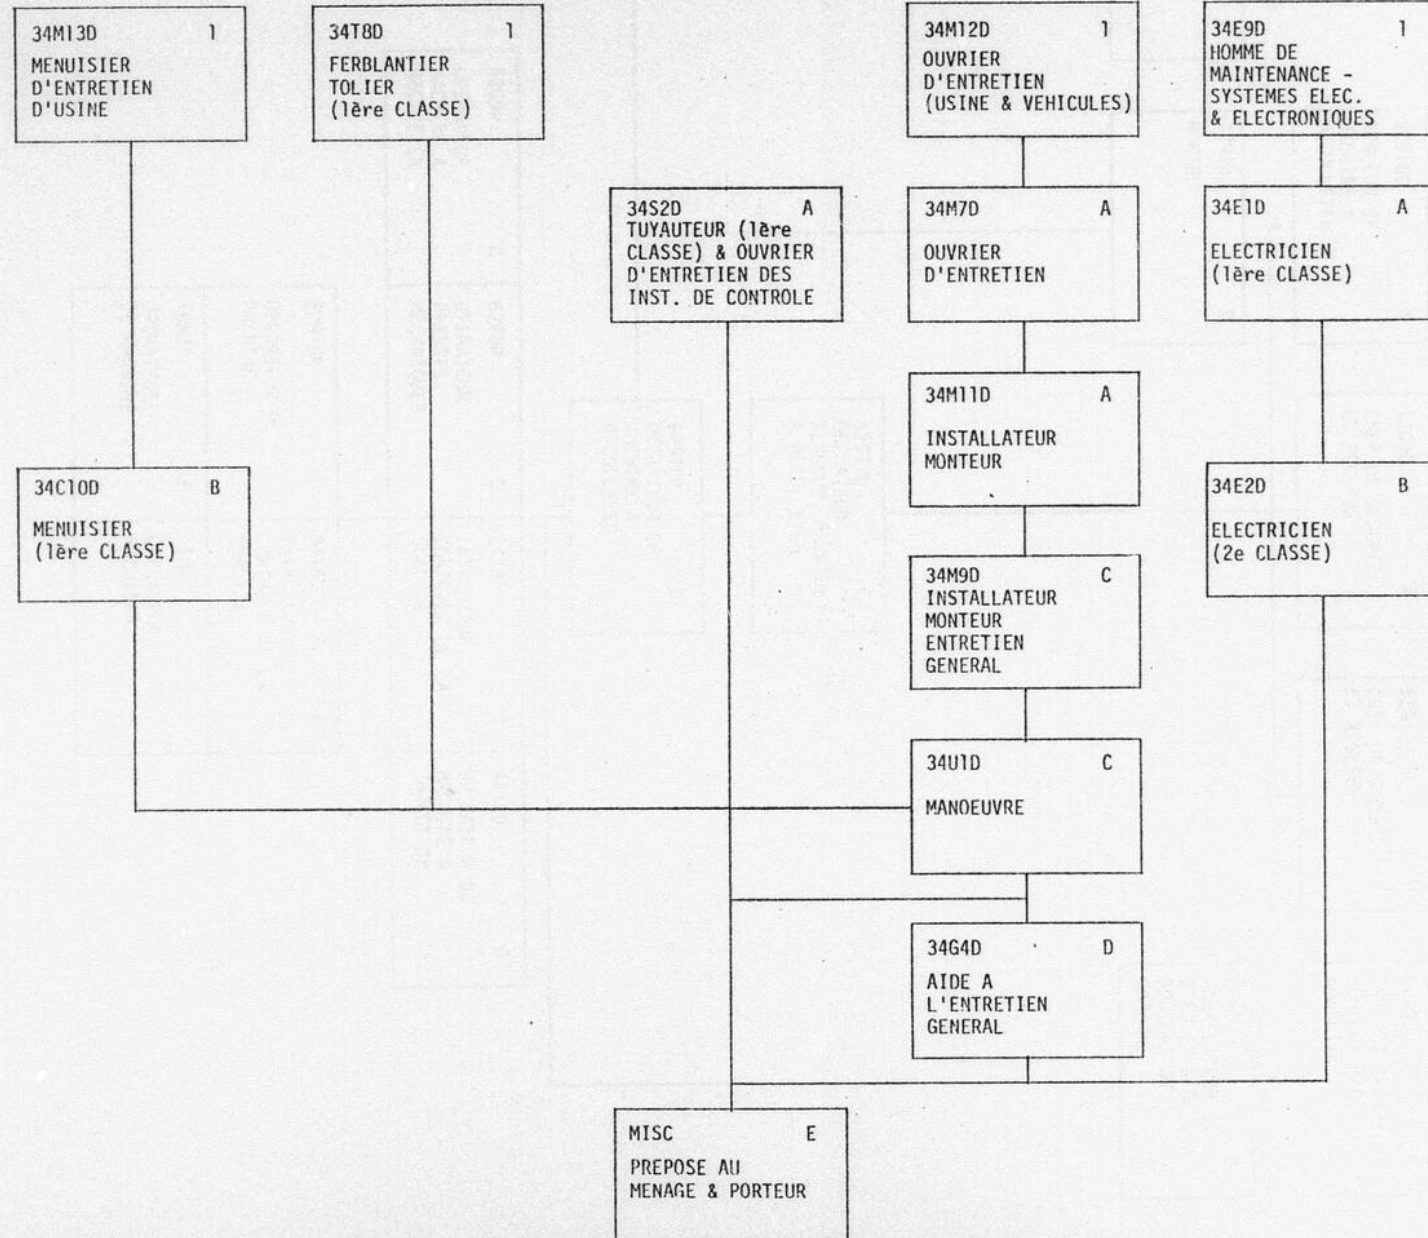 34M13D 1
MENUISIER
D'ENTRETIEN
D'USINE
34T8D 1
FERBLANTIER
TOLIER
(1ère CLASSE)
34M12D 1
OUVRIER
D'ENTRETIEN
(USINE & VEHICULES)
34E9D 1
HOMME DE
MAINTENANCE -
SYSTEMES ELEC.
& ELECTRONIQUES
34S2D A
TUYAUTEUR (1ère
CLASSE) & OUVRIER
D'ENTRETIEN DES
INST. DE CONTROLE
34M7D A
OUVRIER
D'ENTRETIEN
34E1D A
ELECTRICIEN
(1ère CLASSE)
34M11D A
INSTALLATEUR
MONTEUR
34C10D B
MENUISIER
(1ère CLASSE)
34E2D B
ELECTRICIEN
(2e CLASSE)
34M9D C
INSTALLATEUR
MONTEUR
ENTRETIEN
GENERAL
34U1D C
MANOEUVRE
34G4D D
AIDE A
L'ENTRETIEN
GENERAL
MISC E
PREPOSE AU
MENAGE & PORTEUR